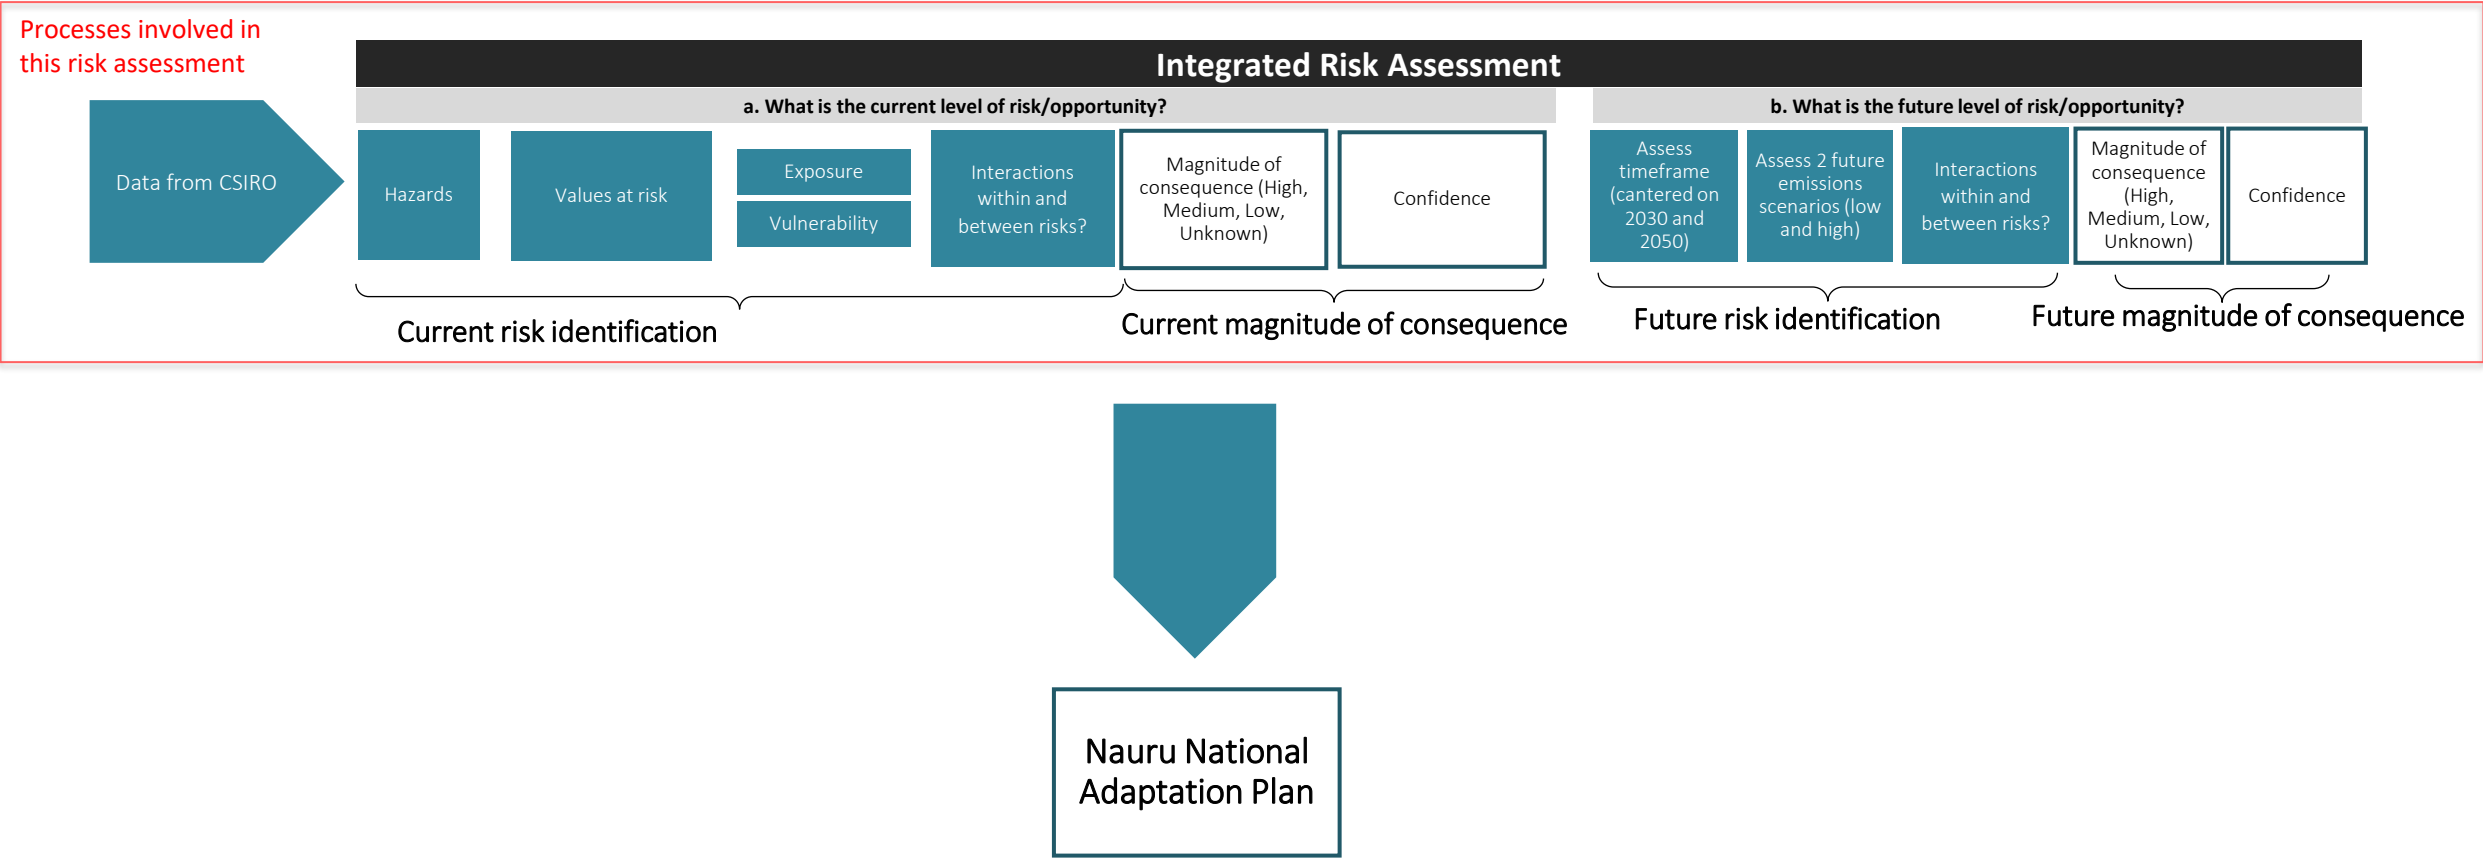 Processes involved in
this risk assessment
Integrated Risk Assessment
a. What is the current level of risk/opportunity?
b. What is the future level of risk/opportunity?
Data from CSIRO
Hazards
Values at risk
Exposure
Vulnerability
Interactions
within and
between risks?
Magnitude of
consequence (High,
Medium, Low,
Unknown)
Confidence
Assess
timeframe
(cantered on
2030 and
2050)
Assess 2 future
emissions
scenarios (low
and high)
Interactions
within and
between risks?
Magnitude of
consequence
(High,
Medium, Low,
Unknown)
Confidence
Current risk identification
Current magnitude of consequence
Future risk identification
Future magnitude of consequence
Nauru National
Adaptation Plan